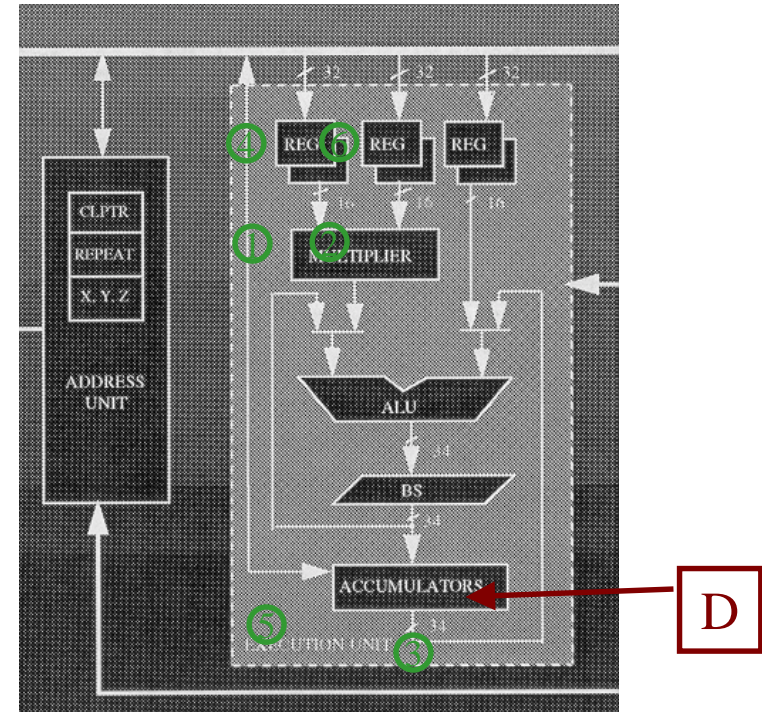 32 32 32
④ REG ⑥ REG REG
16 16 16
CLPTR
① ② MULTIPLIER
REPEAT
X, Y, Z
ADDRESS
UNIT
ALU
34
BS
34
ACCUMULATORS
D
⑤ 34
EXECUTION UNIT ③